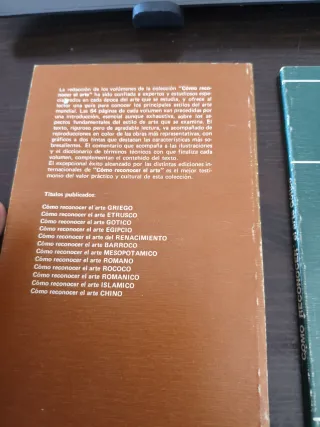 La redacción de los volúmenes de la colección "Cómo reco-
nocer el arte" ha sido confiada a expertos y estudiosos espe-
cialistas en cada época del arte que se estudia, y ofrece al
lector una guía para conocer los principales estilos del arte
mundial. Las 64 páginas de cada volumen van precedidas por
una introducción, esencial aunque exhaustiva, sobre los as-
pectos fundamentales del estilo de arte que se examina. El
texto, riguroso pero de agradable lectura, va acompañado de
reproducciones en color de las obras más representativas, con
gráficos a dos tintas que destacan las características más so-
bresalientes. El comentario que acompaña a las ilustraciones
y el diccionario de términos técnicos con que finaliza cada
volumen, complementan el contenido del texto.
El excepcional éxito alcanzado por las distintas ediciones in-
ternacionales de "Cómo reconocer el arte" es el mejor testi-
monio del valor práctico y cultural de esta colección.
Títulos publicados:
Cómo reconocer el arte GRIEGO
Cómo reconocer el arte ETRUSCO
Cómo reconocer el arte GOTICO
Cómo reconocer el arte EGIPCIO
Cómo reconocer el arte del RENACIMIENTO
Cómo reconocer el arte BARROCO
Cómo reconocer el arte MESOPOTAMICO
Cómo reconocer el arte ROMANO
Cómo reconocer el arte ROCOCO
Cómo reconocer el arte ROMANICO
Cómo reconocer el arte ISLAMICO
Cómo reconocer el arte CHINO
COMO RECONOCER